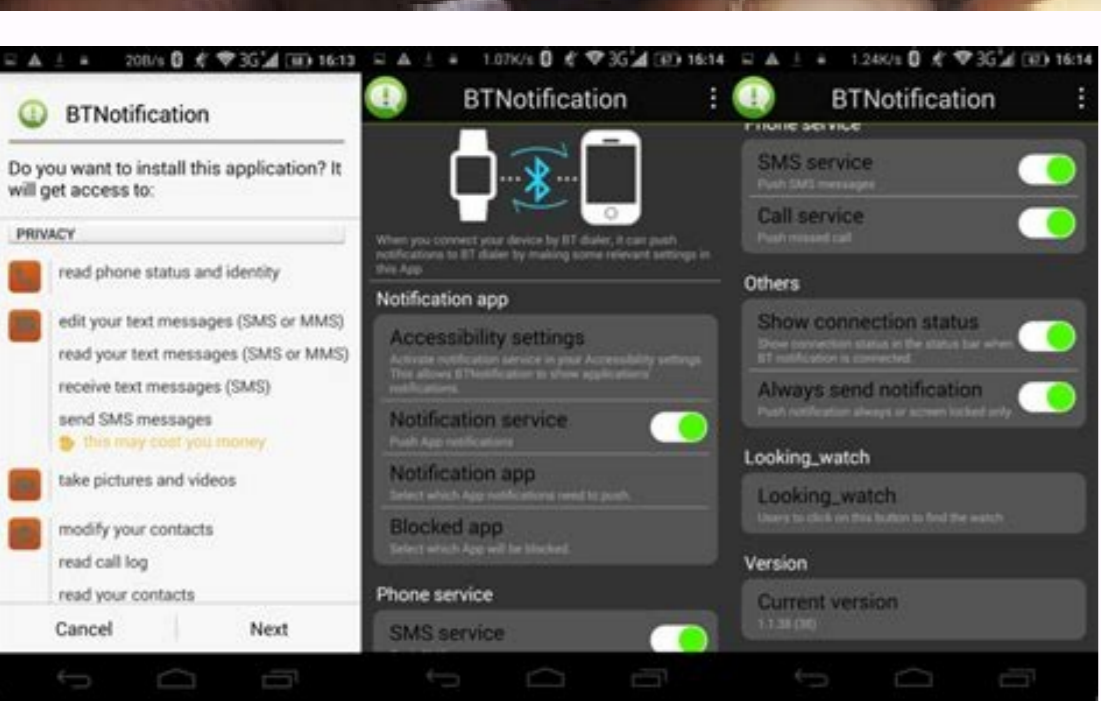 20B/s 3G 16:13
BTNotification
Do you want to install this application? It
will get access to:
PRIVACY
read phone status and identity
edit your text messages (SMS or MMS)
read your text messages (SMS or MMS)
receive text messages (SMS)
send SMS messages
this may cost you money
take pictures and videos
modify your contacts
read call log
read your contacts
Cancel Next
1.07K/s 3G 67 16:14
BTNotification
When you connect your device by BT dialer, it can push
notifications to BT dialer by making some relevant settings in
this App
Notification app
Accessibility settings
Activate notification service in your Accessibility settings.
This allows BTNotification to show applications'
notifications.
Notification service
Push App notifications
Notification app
Select which App notifications need to push.
Blocked app
Select which App will be blocked.
Phone service
SMS service
1.24K/s 3G 67 16:14
BTNotification
Phone service
SMS service
Push SMS messages
Call service
Push missed call
Others
Show connection status
Show connection status in the status bar when
BT notification is connected.
Always send notification
Push notification always or screen locked only
Looking_watch
Looking_watch
Users to click on this button to find the watch
Version
Current version
1.1.38 (38)